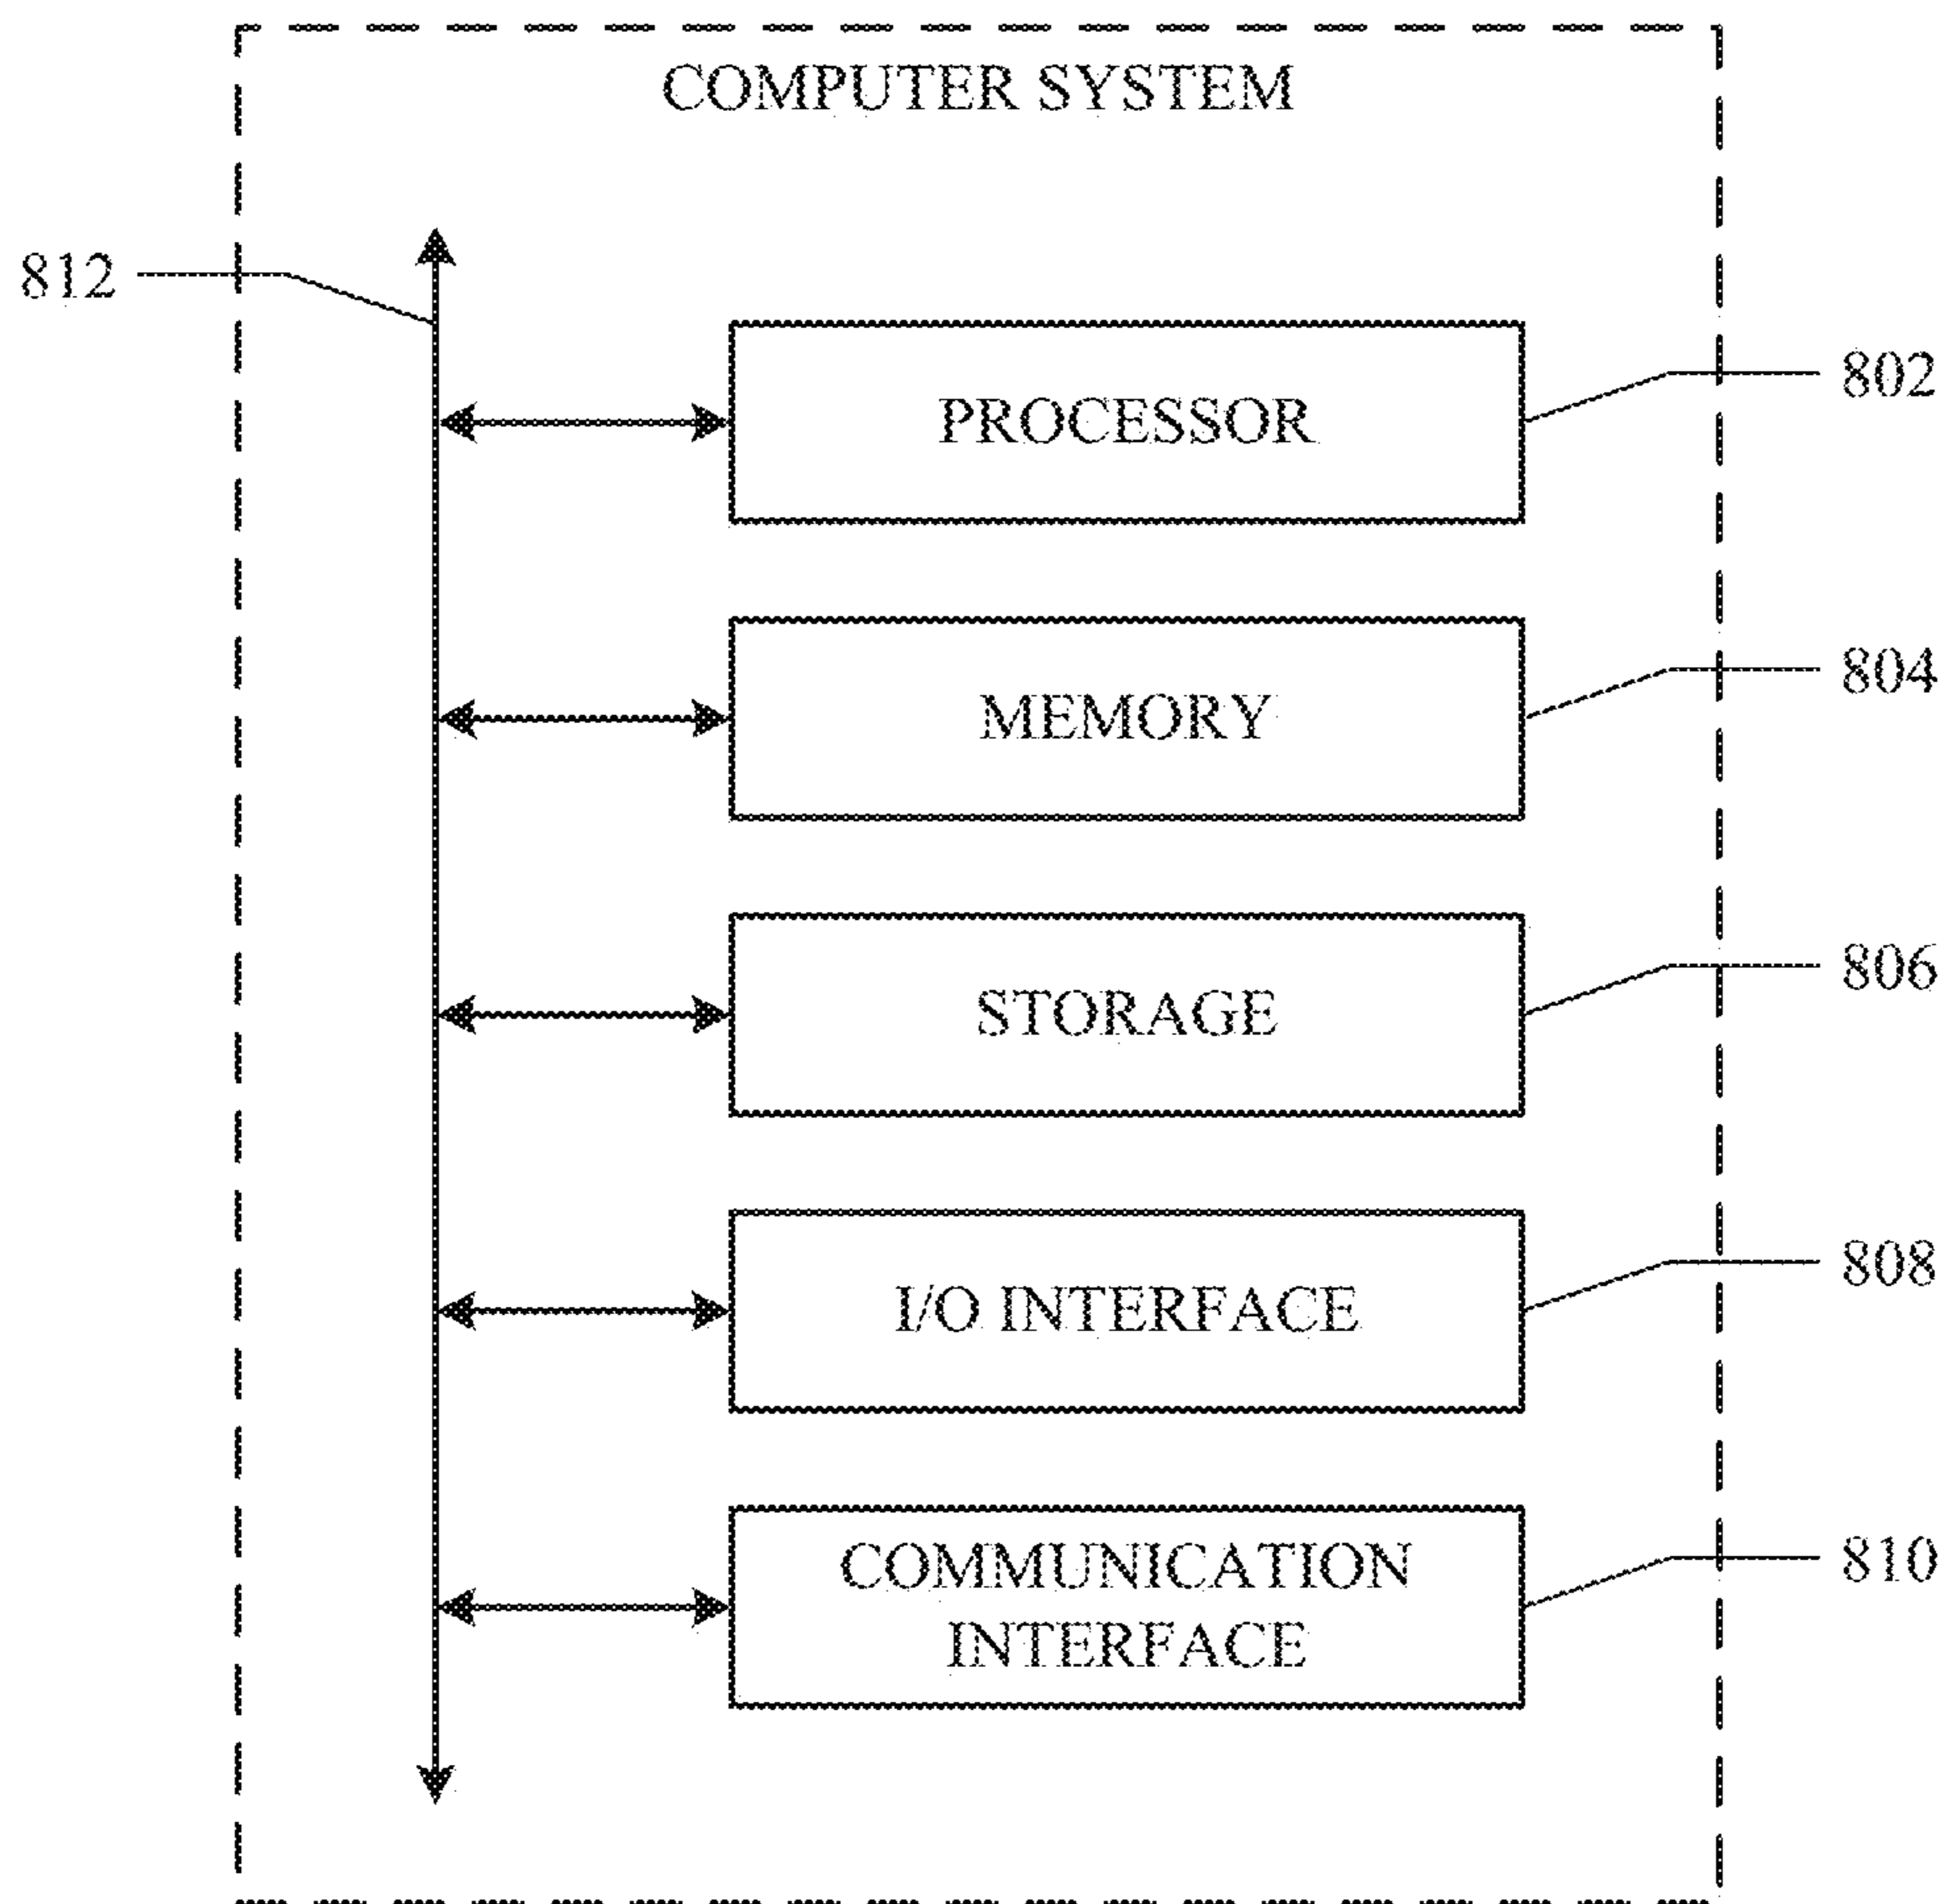 COMPUTER SYSTEM
812
PROCESSOR
802
MEMORY
804
STORAGE
806
I/O INTERFACE
808
COMMUNICATION
INTERFACE
810